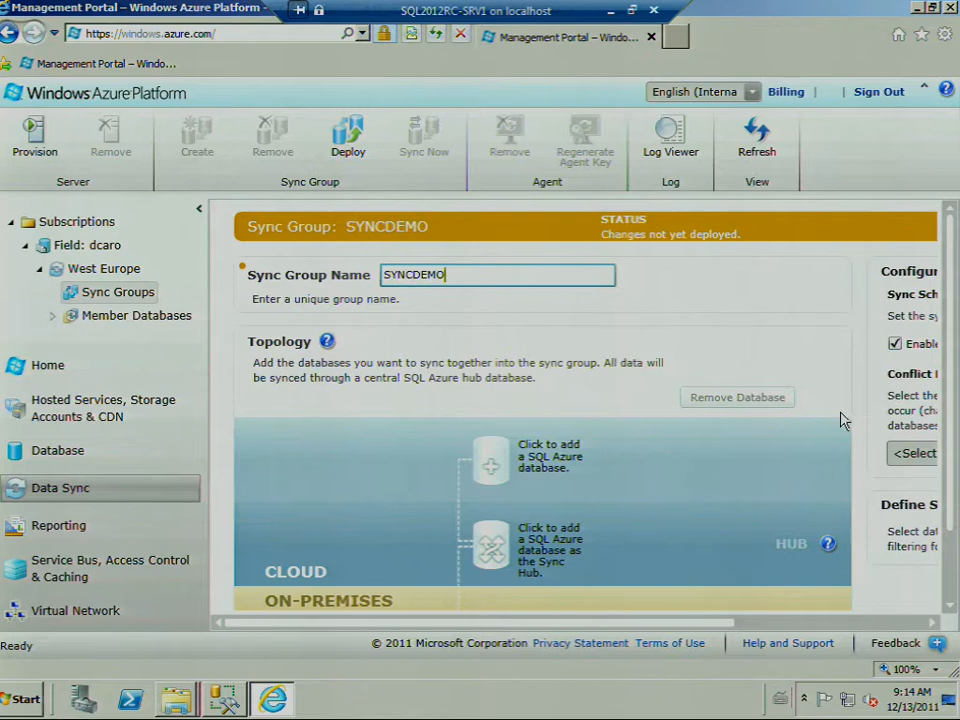 Management Portal - Windows Azure Platform -
SQL2012RC-SRV1 on localhost
https://windows.azure.com/
Management Portal – Windo...
Management Portal – Windo...
Windows Azure Platform
English (Interna
Billing
Sign Out
Provision
Remove
Create
Remove
Deploy
Sync Now
Remove
Regenerate
Agent Key
Log Viewer
Refresh
Server
Sync Group
Agent
Log
View
Subscriptions
Field: dcaro
West Europe
Sync Groups
Member Databases
Home
Hosted Services, Storage
Accounts & CDN
Database
Data Sync
Reporting
Service Bus, Access Control
& Caching
Virtual Network
Sync Group: SYNCDEMO
STATUS
Changes not yet deployed.
Sync Group Name
SYNCDEMO
Enter a unique group name.
Topology
Add the databases you want to sync together into the sync group. All data will
be synced through a central SQL Azure hub database.
Remove Database
Click to add
a SQL Azure
database.
Click to add
a SQL Azure
database as
the Sync
Hub.
HUB
CLOUD
ON-PREMISES
Configur
Sync Sch
Set the sy
Enable
Conflict
Select the
occur (cha
databases
<Select
Define S
Select dat
filtering fo
Ready
© 2011 Microsoft Corporation
Privacy Statement
Terms of Use
Help and Support
Feedback
100%
Start
9:14 AM
12/13/2011